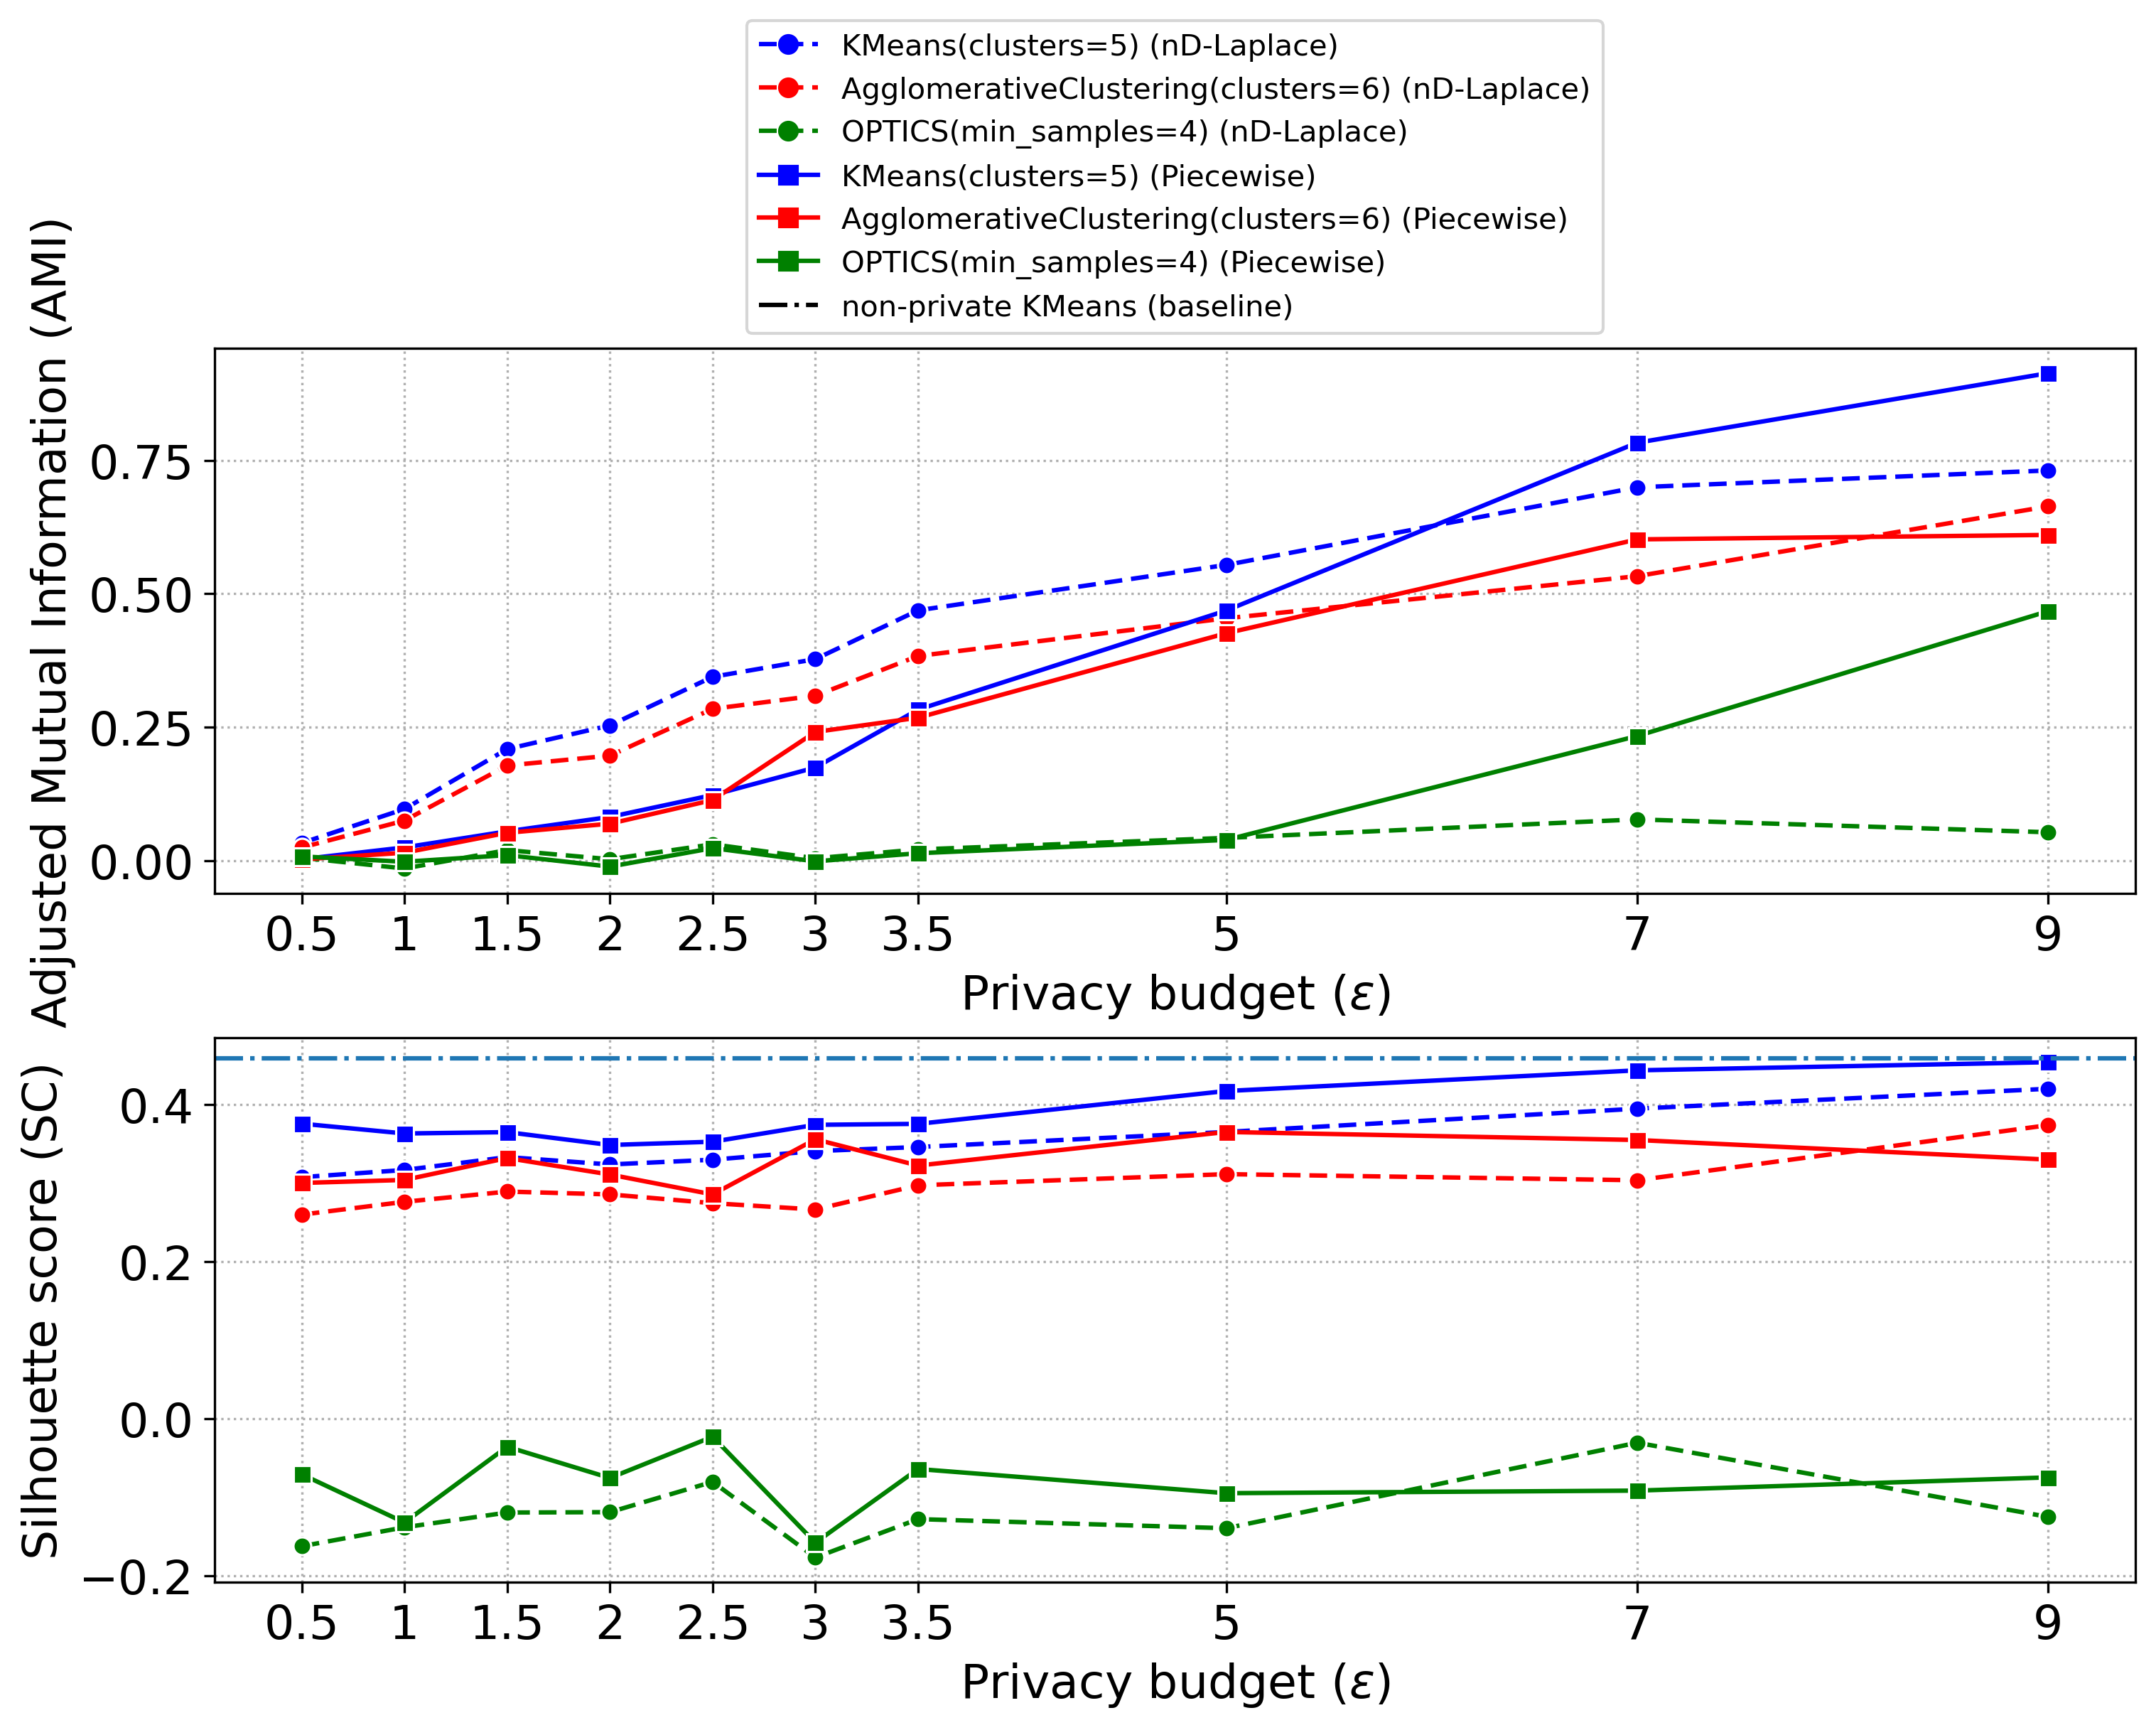 KMeans(clusters=5) (nD-Laplace)
AgglomerativeClustering(clusters=6) (nD-Laplace)
OPTICS(min_samples=4) (nD-Laplace)
KMeans(clusters=5) (Piecewise)
AgglomerativeClustering(clusters=6) (Piecewise)
OPTICS(min_samples=4) (Piecewise)
non-private KMeans (baseline)
Adjusted Mutual Information (AMI)
0.75
0.50
0.25
0.00
0.5 1 1.5 2 2.5 3 3.5 5 7 9
Privacy budget (ε)
Silhouette score (SC)
0.4
0.2
0.0
−0.2
0.5 1 1.5 2 2.5 3 3.5 5 7 9
Privacy budget (ε)